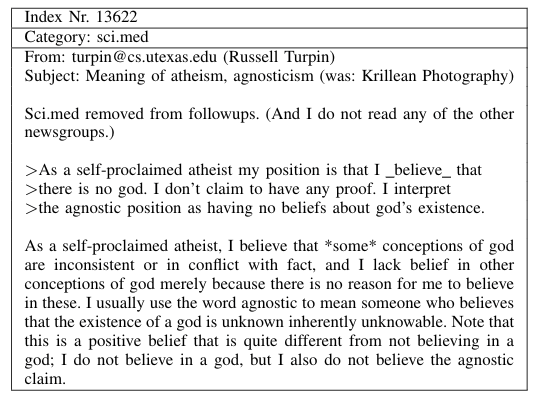 Index Nr. 13622
Category: sci.med
From: turpin@cs.utexas.edu (Russell Turpin)
Subject: Meaning of atheism, agnosticism (was: Krillean Photography)
Sci.med removed from followups. (And I do not read any of the other
newsgroups.)
>As a self-proclaimed atheist my position is that I _believe_ that
>there is no god. I don't claim to have any proof. I interpret
>the agnostic position as having no beliefs about god's existence.
As a self-proclaimed atheist, I believe that *some* conceptions of god
are inconsistent or in conflict with fact, and I lack belief in other
conceptions of god merely because there is no reason for me to believe
in these. I usually use the word agnostic to mean someone who believes
that the existence of a god is unknown inherently unknowable. Note that
this is a positive belief that is quite different from not believing in a
god; I do not believe in a god, but I also do not believe the agnostic
claim.